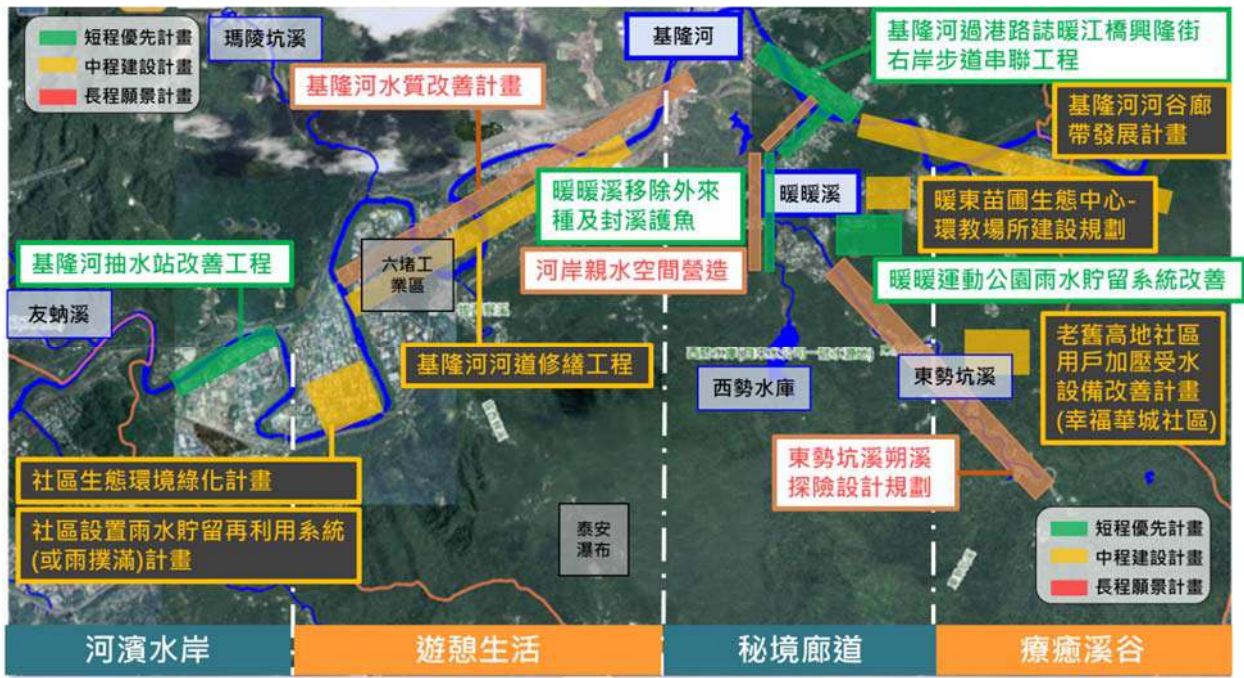 短程優先計畫
中程建設計畫
長程願景計畫
瑪陵坑溪
基隆河
基隆河水質改善計畫
基隆河過港路誌暖江橋興隆街
右岸步道串聯工程
基隆河河谷廊
帶發展計畫
暖暖溪移除外來
種及封溪護魚
暖暖溪
暖東苗圃生態中心-
環教場所建設規劃
河岸親水空間營造
基隆河抽水站改善工程
六堵工
業區
暖暖運動公園雨水貯留系統改善
友蚋溪
基隆河河道修繕工程
西勢水庫
東勢坑溪
老舊高地社區
用戶加壓受水
設備改善計畫
(幸福華城社區)
東勢坑溪朔溪
探險設計規劃
社區生態環境綠化計畫
社區設置雨水貯留再利用系統
(或雨撲滿)計畫
泰安
瀑布
短程優先計畫
中程建設計畫
長程願景計畫
河濱水岸
遊憩生活
秘境廊道
療癒溪谷